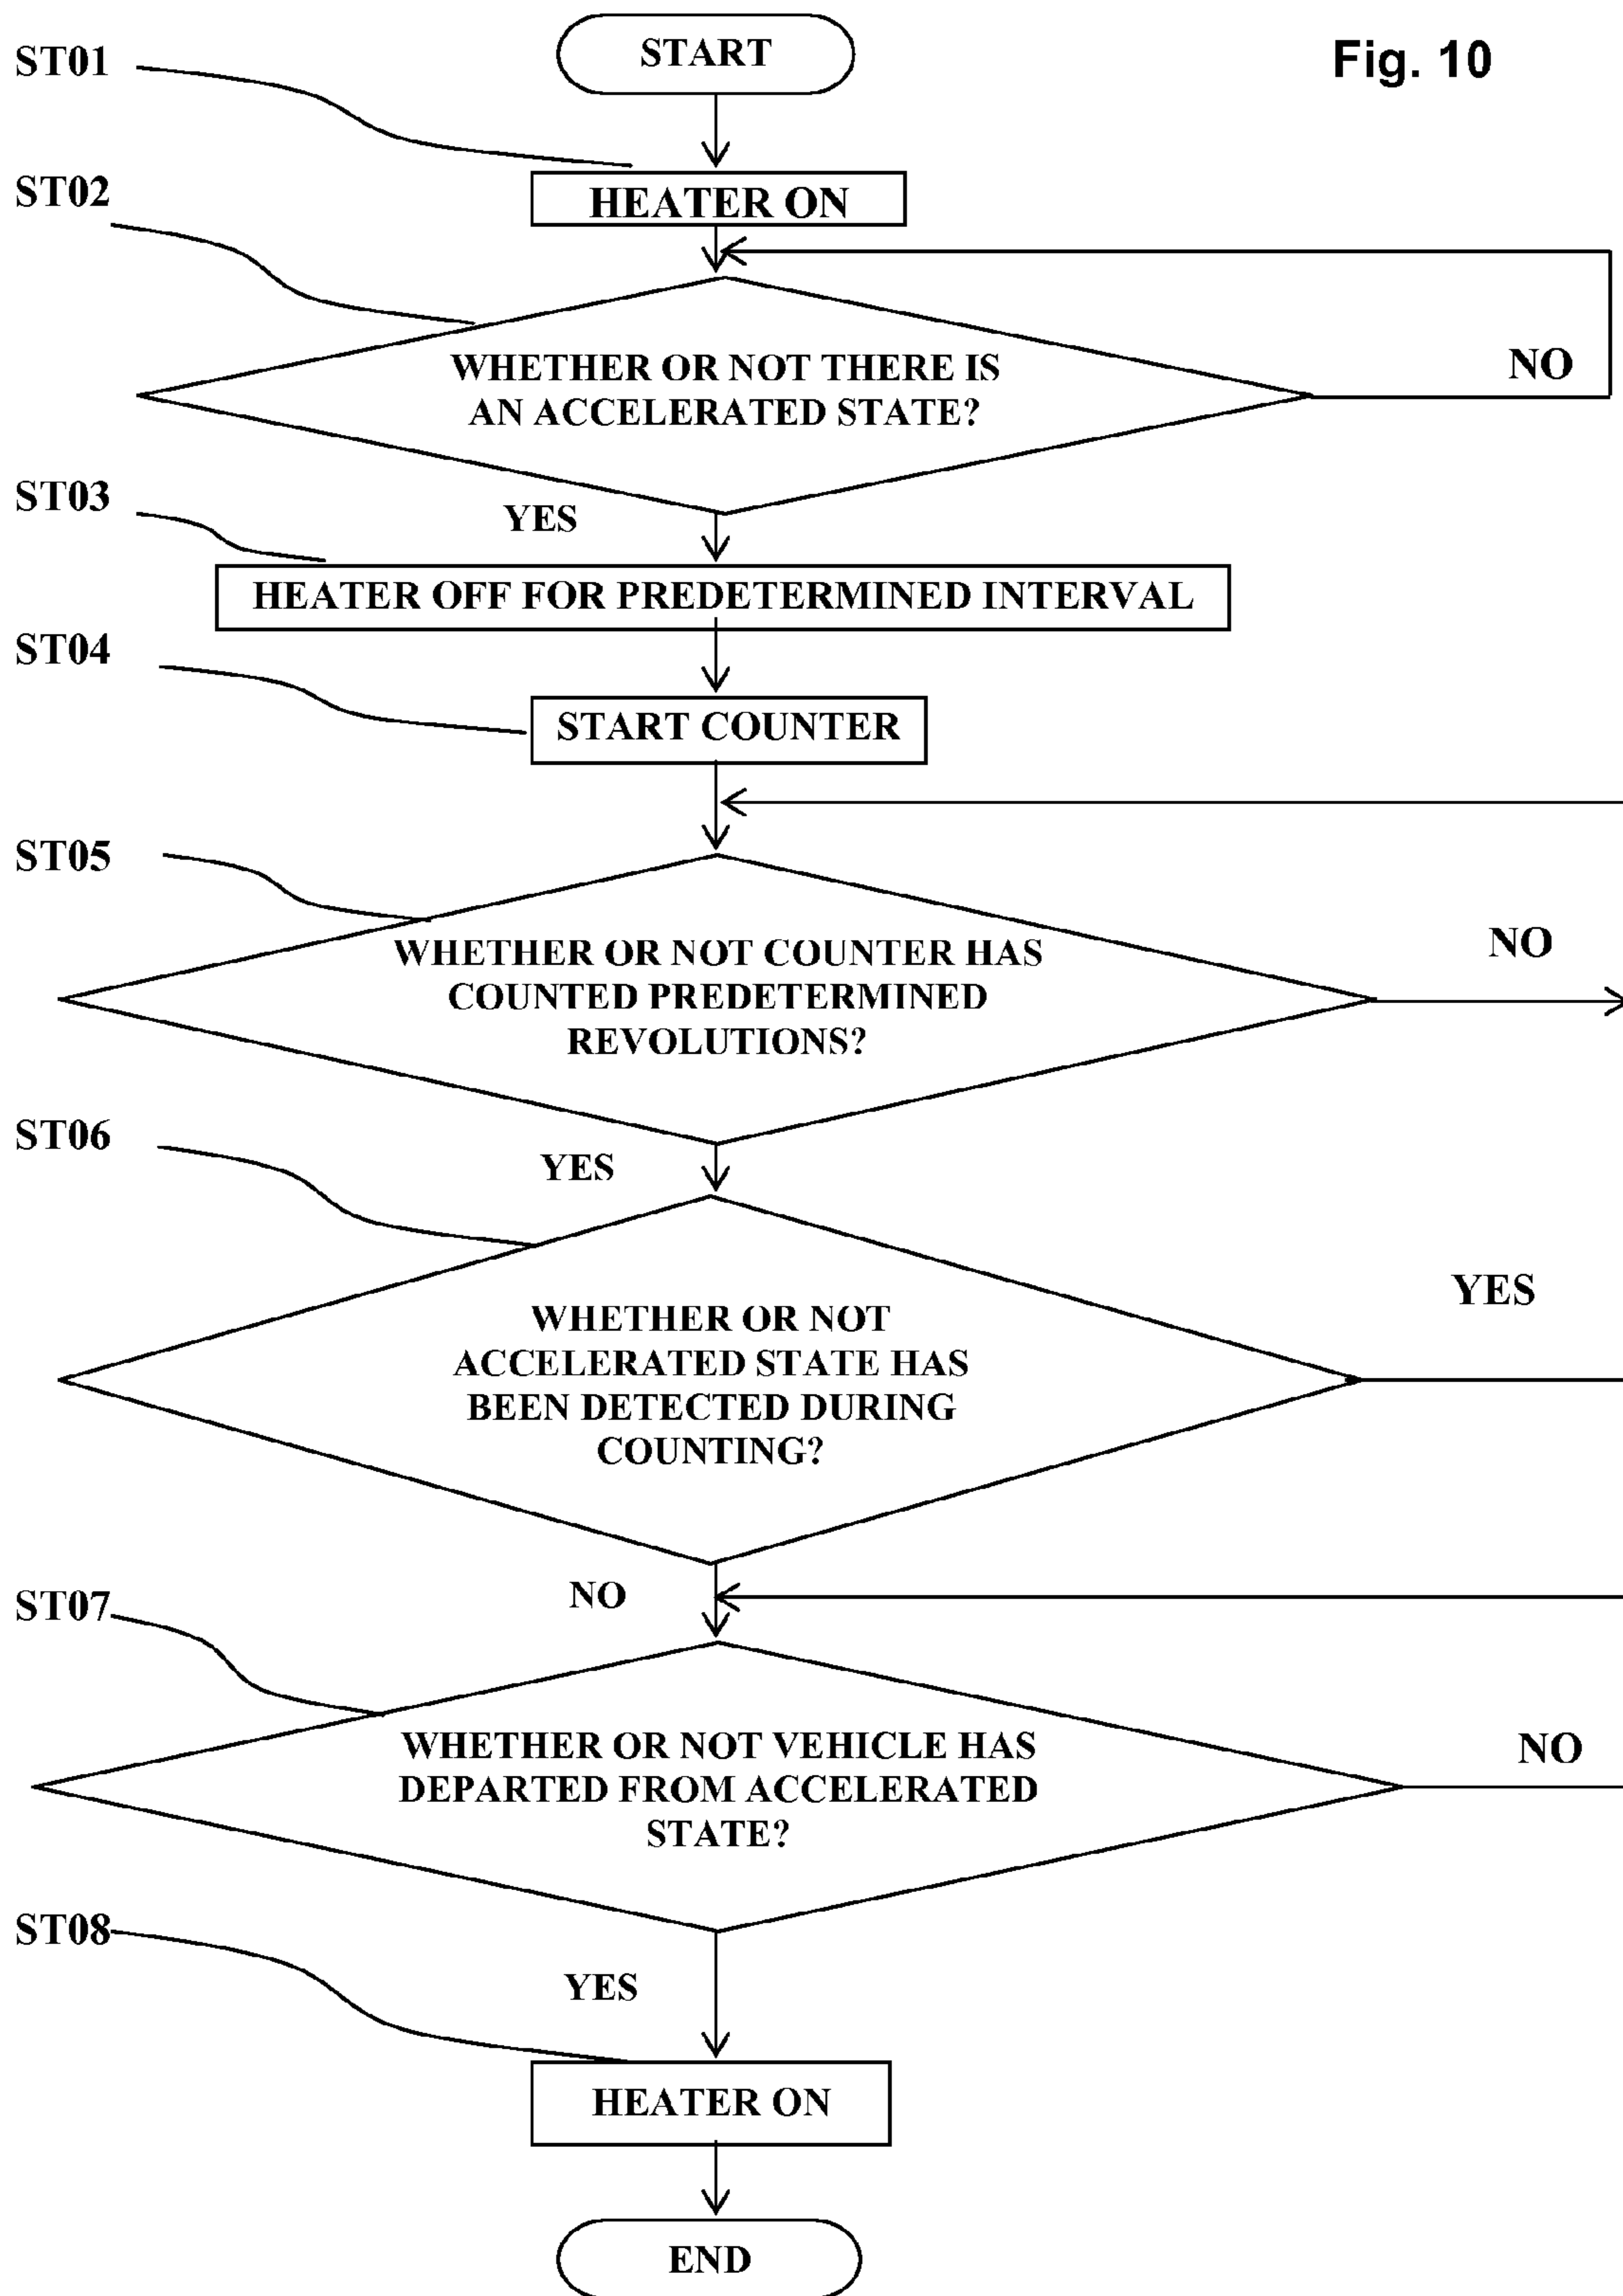 START
Fig. 10
ST01
HEATER ON
ST02
WHETHER OR NOT THERE IS
AN ACCELERATED STATE?
NO
ST03
YES
HEATER OFF FOR PREDETERMINED INTERVAL
ST04
START COUNTER
ST05
WHETHER OR NOT COUNTER HAS
COUNTED PREDETERMINED
REVOLUTIONS?
NO
ST06
YES
WHETHER OR NOT
ACCELERATED STATE HAS
BEEN DETECTED DURING
COUNTING?
YES
NO
ST07
WHETHER OR NOT VEHICLE HAS
DEPARTED FROM ACCELERATED
STATE?
NO
ST08
YES
HEATER ON
END